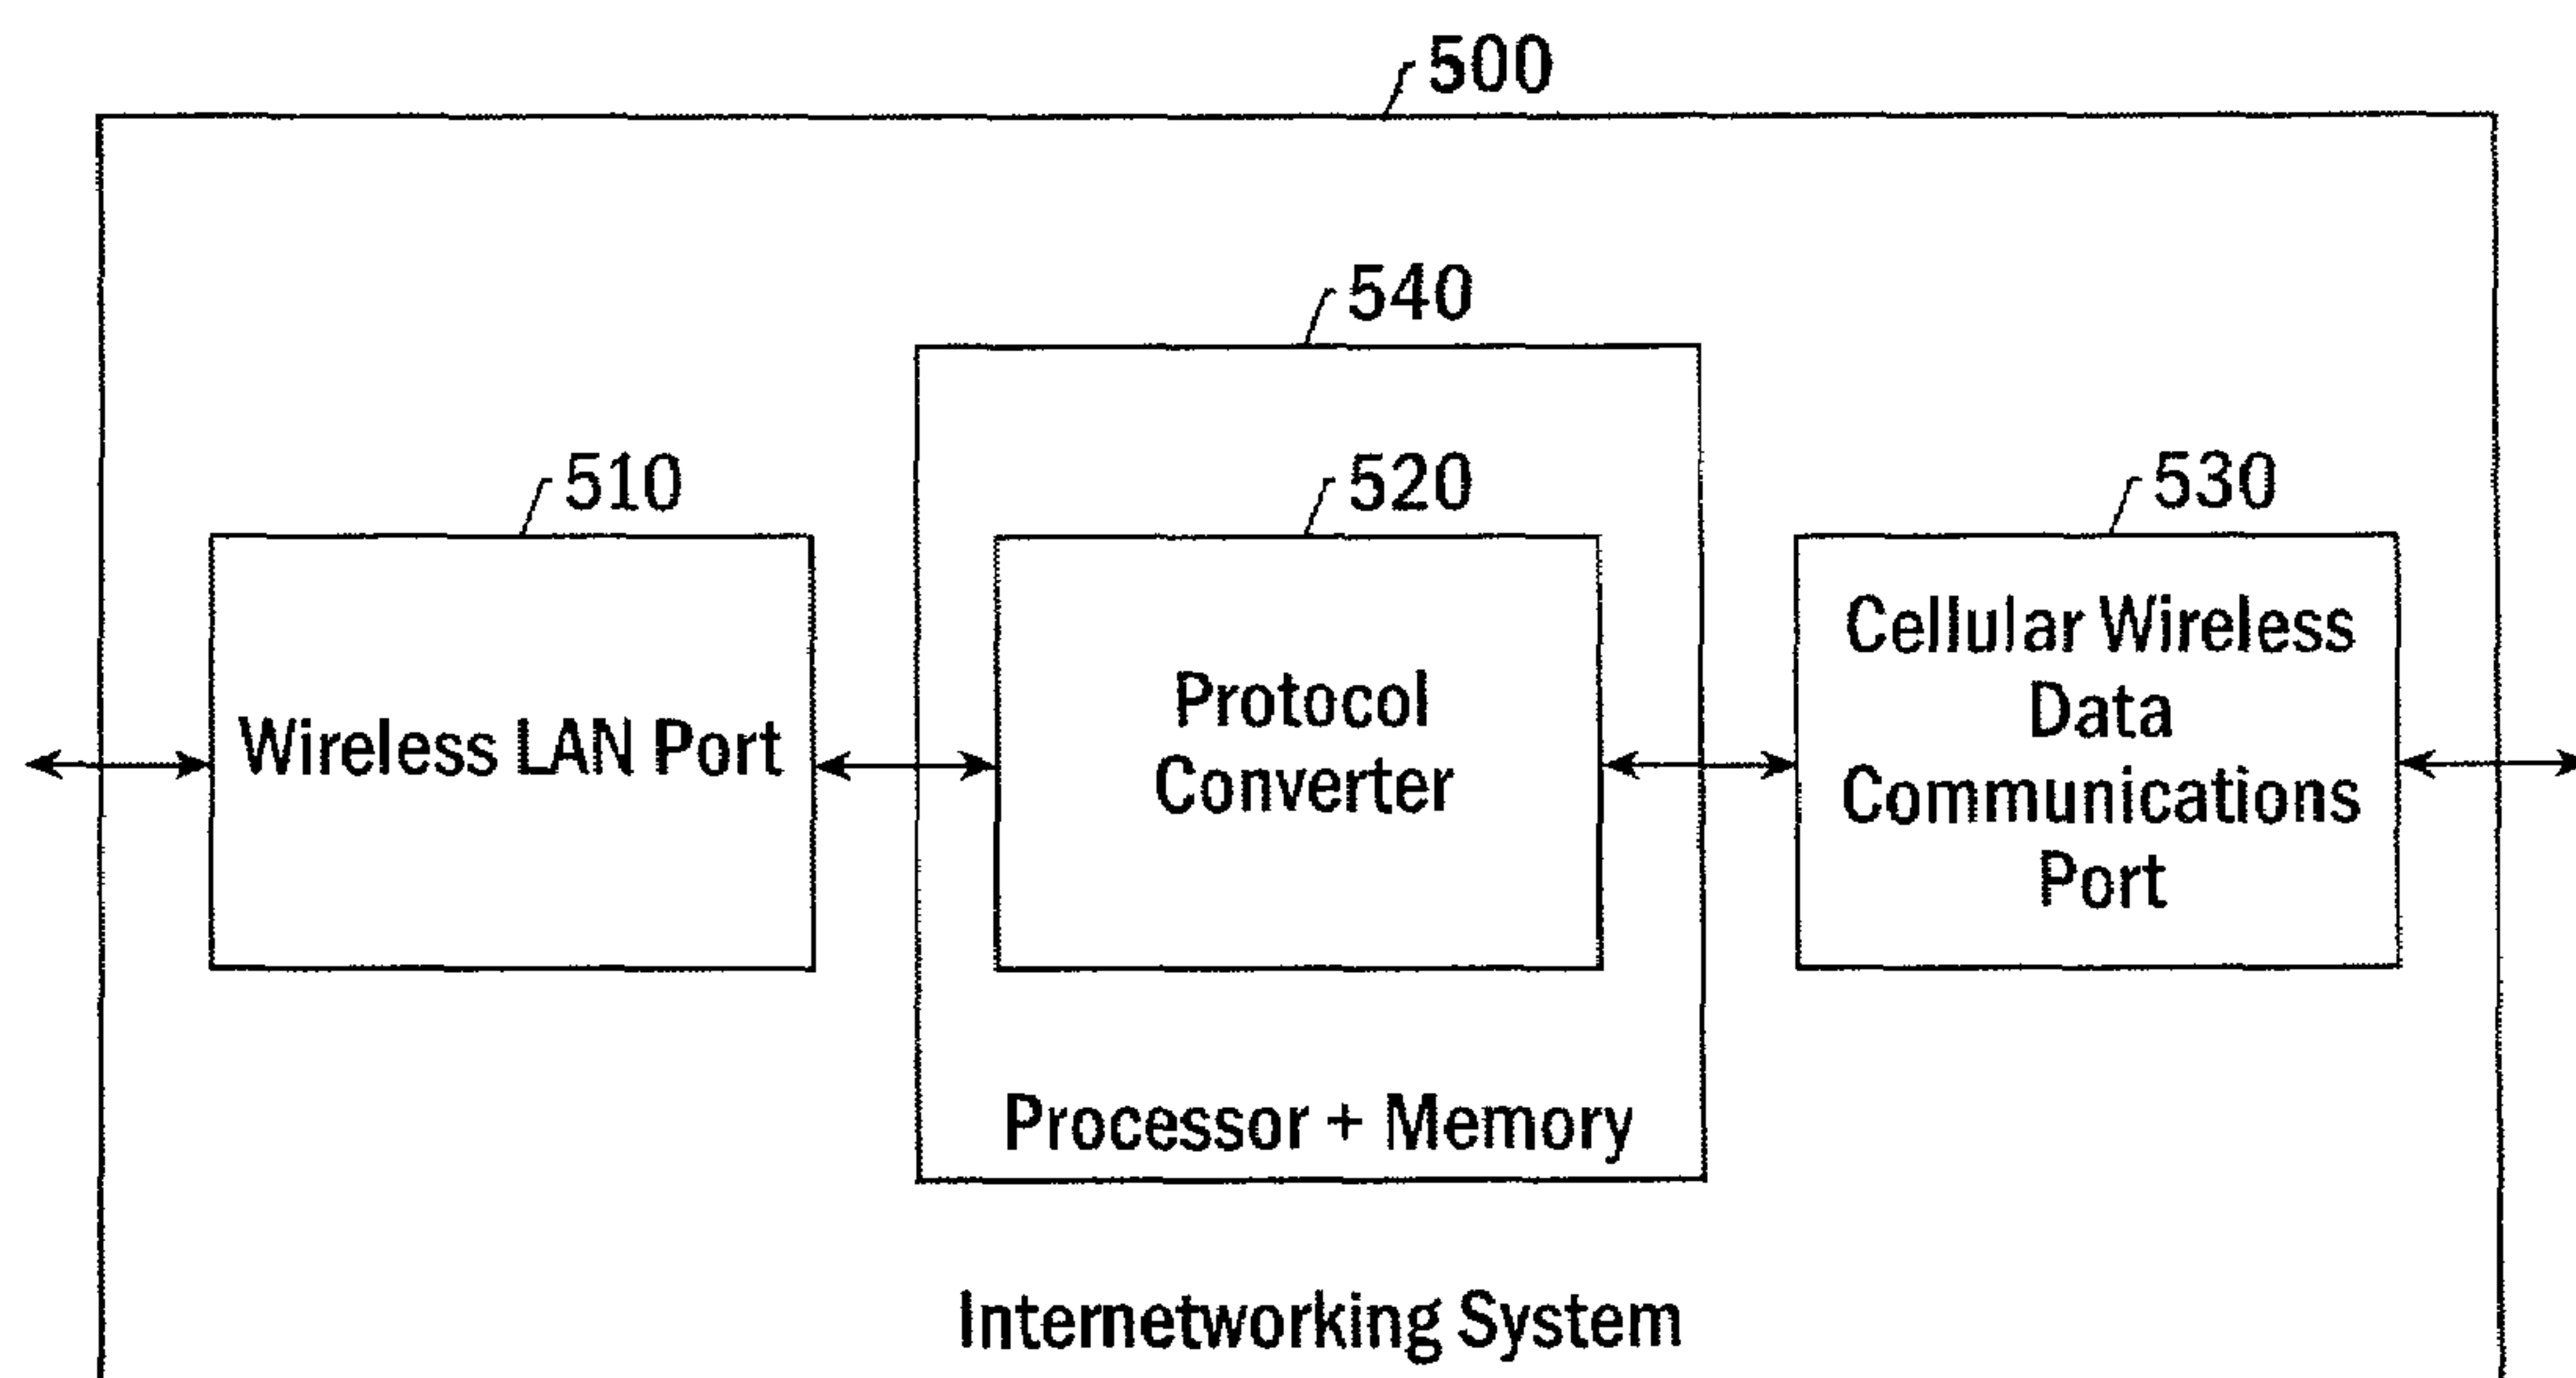 500
540
510
520
530
Wireless LAN Port
Protocol
Converter
Cellular Wireless
Data
Communications
Port
Processor + Memory
Internetworking System